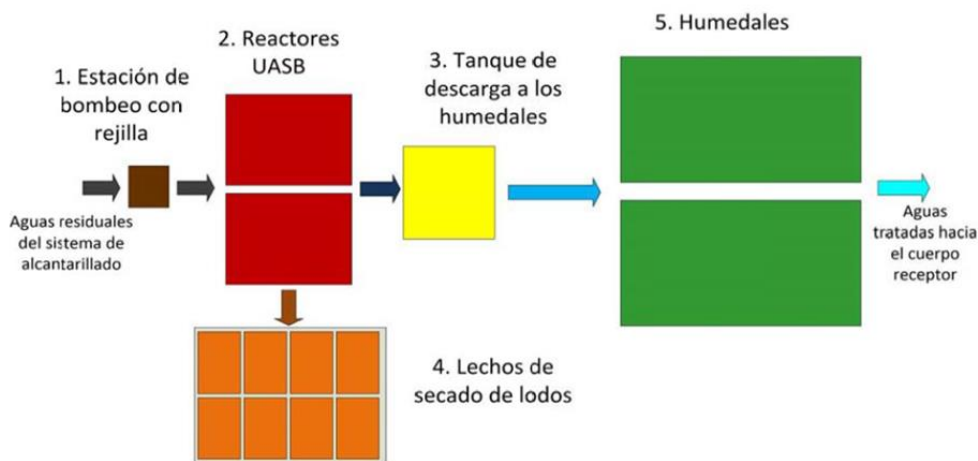 1. Estación de
bombeo con
rejilla
Aguas residuales
del sistema de
alcantarillado
2. Reactores
UASB
3. Tanque de
descarga a los
humedales
4. Lechos de
secado de lodos
5. Humedales
Aguas
tratadas hacia
el cuerpo
receptor